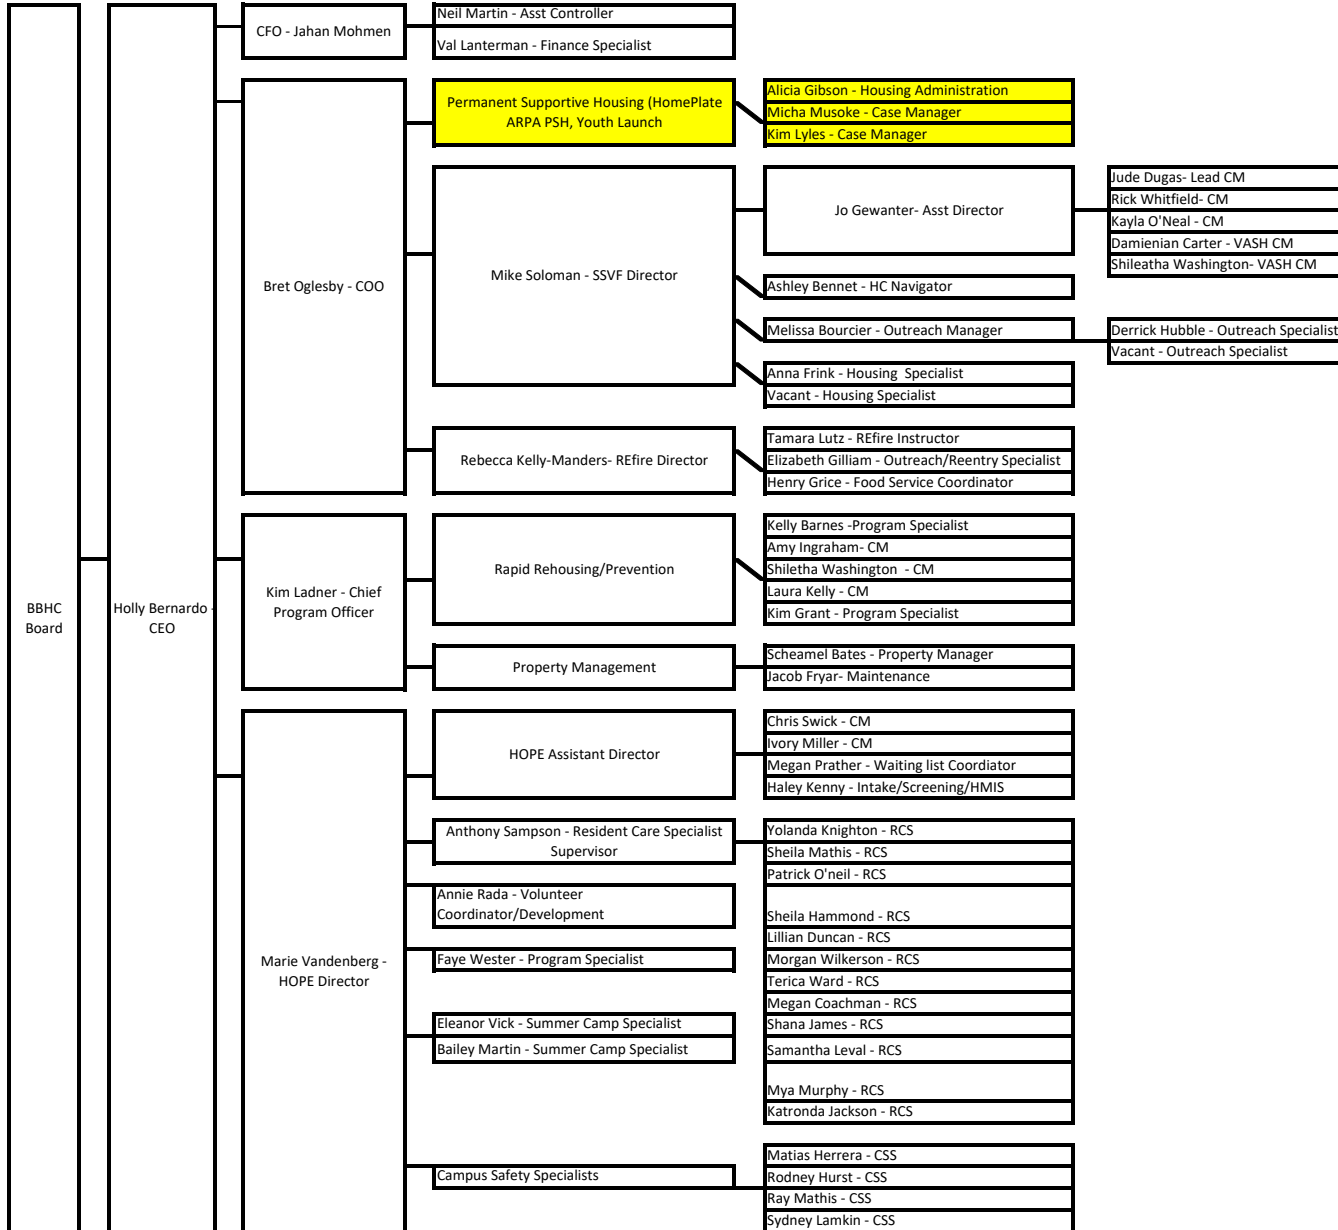 BBHC
Board
Holly Bernardo -
CEO
CFO - Jahan Mohmen
Neil Martin - Asst Controller
Val Lanterman - Finance Specialist
Bret Oglesby - COO
Permanent Supportive Housing (HomePlate
ARPA PSH, Youth Launch
Alicia Gibson - Housing Administration
Micha Musoke - Case Manager
Kim Lyles - Case Manager
Mike Soloman - SSVF Director
Jo Gewanter- Asst Director
Jude Dugas- Lead CM
Rick Whitfield- CM
Kayla O'Neal - CM
Damienian Carter - VASH CM
Shileatha Washington- VASH CM
Ashley Bennet - HC Navigator
Melissa Bourcier - Outreach Manager
Derrick Hubble - Outreach Specialist
Vacant - Outreach Specialist
Anna Frink - Housing  Specialist
Vacant - Housing Specialist
Rebecca Kelly-Manders- REfire Director
Tamara Lutz - REfire Instructor
Elizabeth Gilliam - Outreach/Reentry Specialist
Henry Grice - Food Service Coordinator
Kim Ladner - Chief
Program Officer
Rapid Rehousing/Prevention
Kelly Barnes -Program Specialist
Amy Ingraham- CM
Shiletha Washington  - CM
Laura Kelly - CM
Kim Grant - Program Specialist
Property Management
Scheamel Bates - Property Manager
Jacob Fryar- Maintenance
Marie Vandenberg -
HOPE Director
HOPE Assistant Director
Chris Swick - CM
Ivory Miller - CM
Megan Prather - Waiting list Coordiator
Haley Kenny - Intake/Screening/HMIS
Anthony Sampson - Resident Care Specialist
Supervisor
Yolanda Knighton - RCS
Sheila Mathis - RCS
Patrick O'neil - RCS
Sheila Hammond - RCS
Lillian Duncan - RCS
Morgan Wilkerson - RCS
Terica Ward - RCS
Megan Coachman - RCS
Shana James - RCS
Samantha Leval - RCS
Mya Murphy - RCS
Katronda Jackson - RCS
Annie Rada - Volunteer
Coordinator/Development
Faye Wester - Program Specialist
Eleanor Vick - Summer Camp Specialist
Bailey Martin - Summer Camp Specialist
Campus Safety Specialists
Matias Herrera - CSS
Rodney Hurst - CSS
Ray Mathis - CSS
Sydney Lamkin - CSS